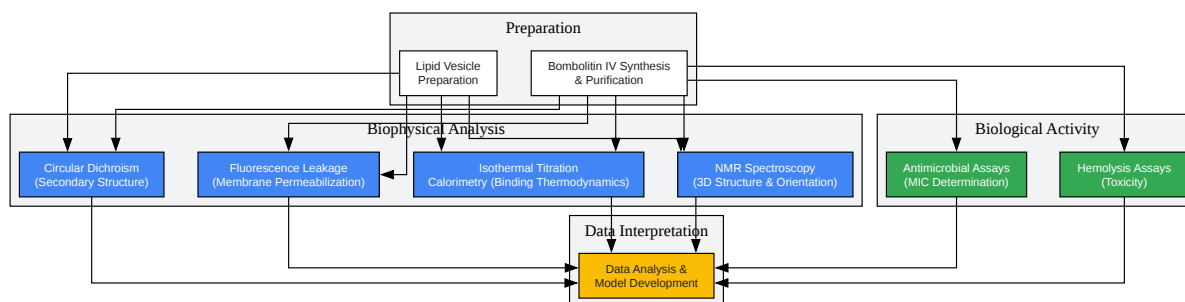 Preparation
Lipid Vesicle
Preparation
Bombolitin IV Synthesis
& Purification
Biophysical Analysis
Biological Activity
Circular Dichroism
(Secondary Structure)
Fluorescence Leakage
(Membrane Permeabilization)
Isothermal Titration
Calorimetry (Binding Thermodynamics)
NMR Spectroscopy
(3D Structure & Orientation)
Antimicrobial Assays
(MIC Determination)
Hemolysis Assays
(Toxicity)
Data Interpretation
Data Analysis &
Model Development